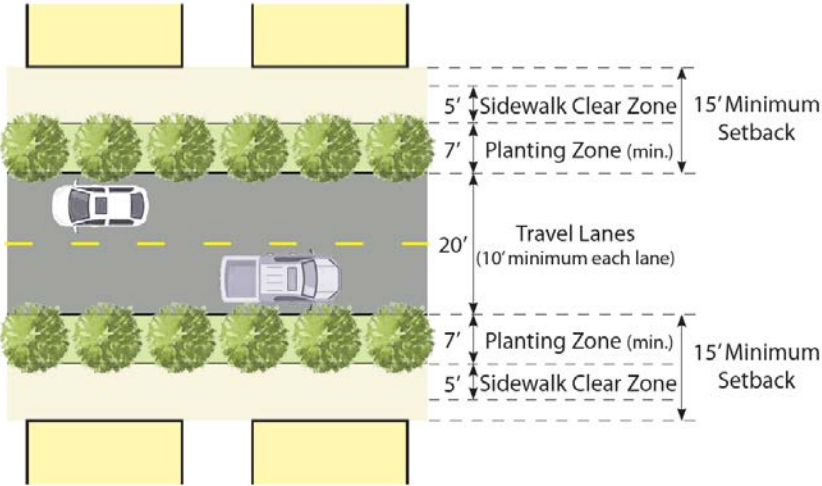 5′ Sidewalk Clear Zone
15′ Minimum
Setback
7′ Planting Zone (min.)
20′
Travel Lanes
(10′ minimum each lane)
7′ Planting Zone (min.)
15′ Minimum
Setback
5′ Sidewalk Clear Zone